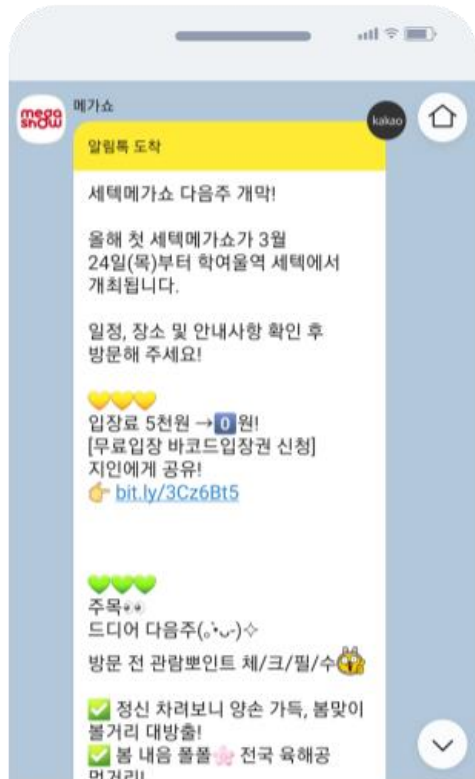 mega
show
메가쇼
kakao
알림톡 도착
세텍메가쇼 다음주 개막!
올해 첫 세텍메가쇼가 3월
24일(목)부터 학여울역 세텍에서
개최됩니다.
일정, 장소 및 안내사항 확인 후
방문해 주세요!
💛💛💛
입장료 5천원 →0️⃣원!
[무료입장 바코드입장권 신청]
지인에게 공유!
👉 bit.ly/3Cz6Bt5
💚💚💚
주목👀
드디어 다음주(｡•̀ᴗ-)✧
방문 전 관람뽀인트 체/크/필/수
✅ 정신 차려보니 양손 가득, 봄맞이
볼거리 대방출!
✅ 봄 내음 폴폴🌸 전국 육해공
먹거리!